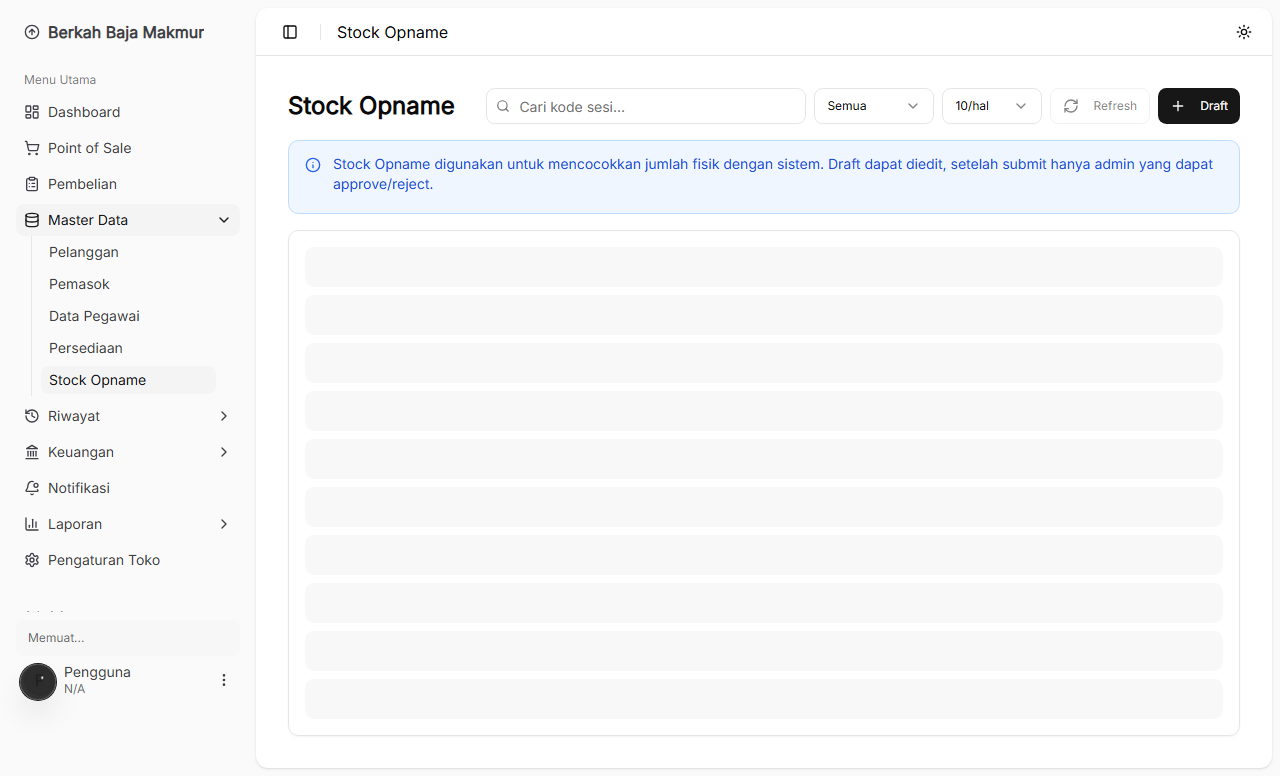 Berkah Baja Makmur
Menu Utama
Dashboard
Point of Sale
Pembelian
Master Data
Pelanggan
Pemasok
Data Pegawai
Persediaan
Stock Opname
Riwayat
Keuangan
Notifikasi
Laporan
Pengaturan Toko
Memuat...
Pengguna
N/A
Stock Opname
Stock Opname
Cari kode sesi...
Semua
10/hal
Refresh
Draft
Stock Opname digunakan untuk mencocokkan jumlah fisik dengan sistem. Draft dapat diedit, setelah submit hanya admin yang dapat
approve/reject.